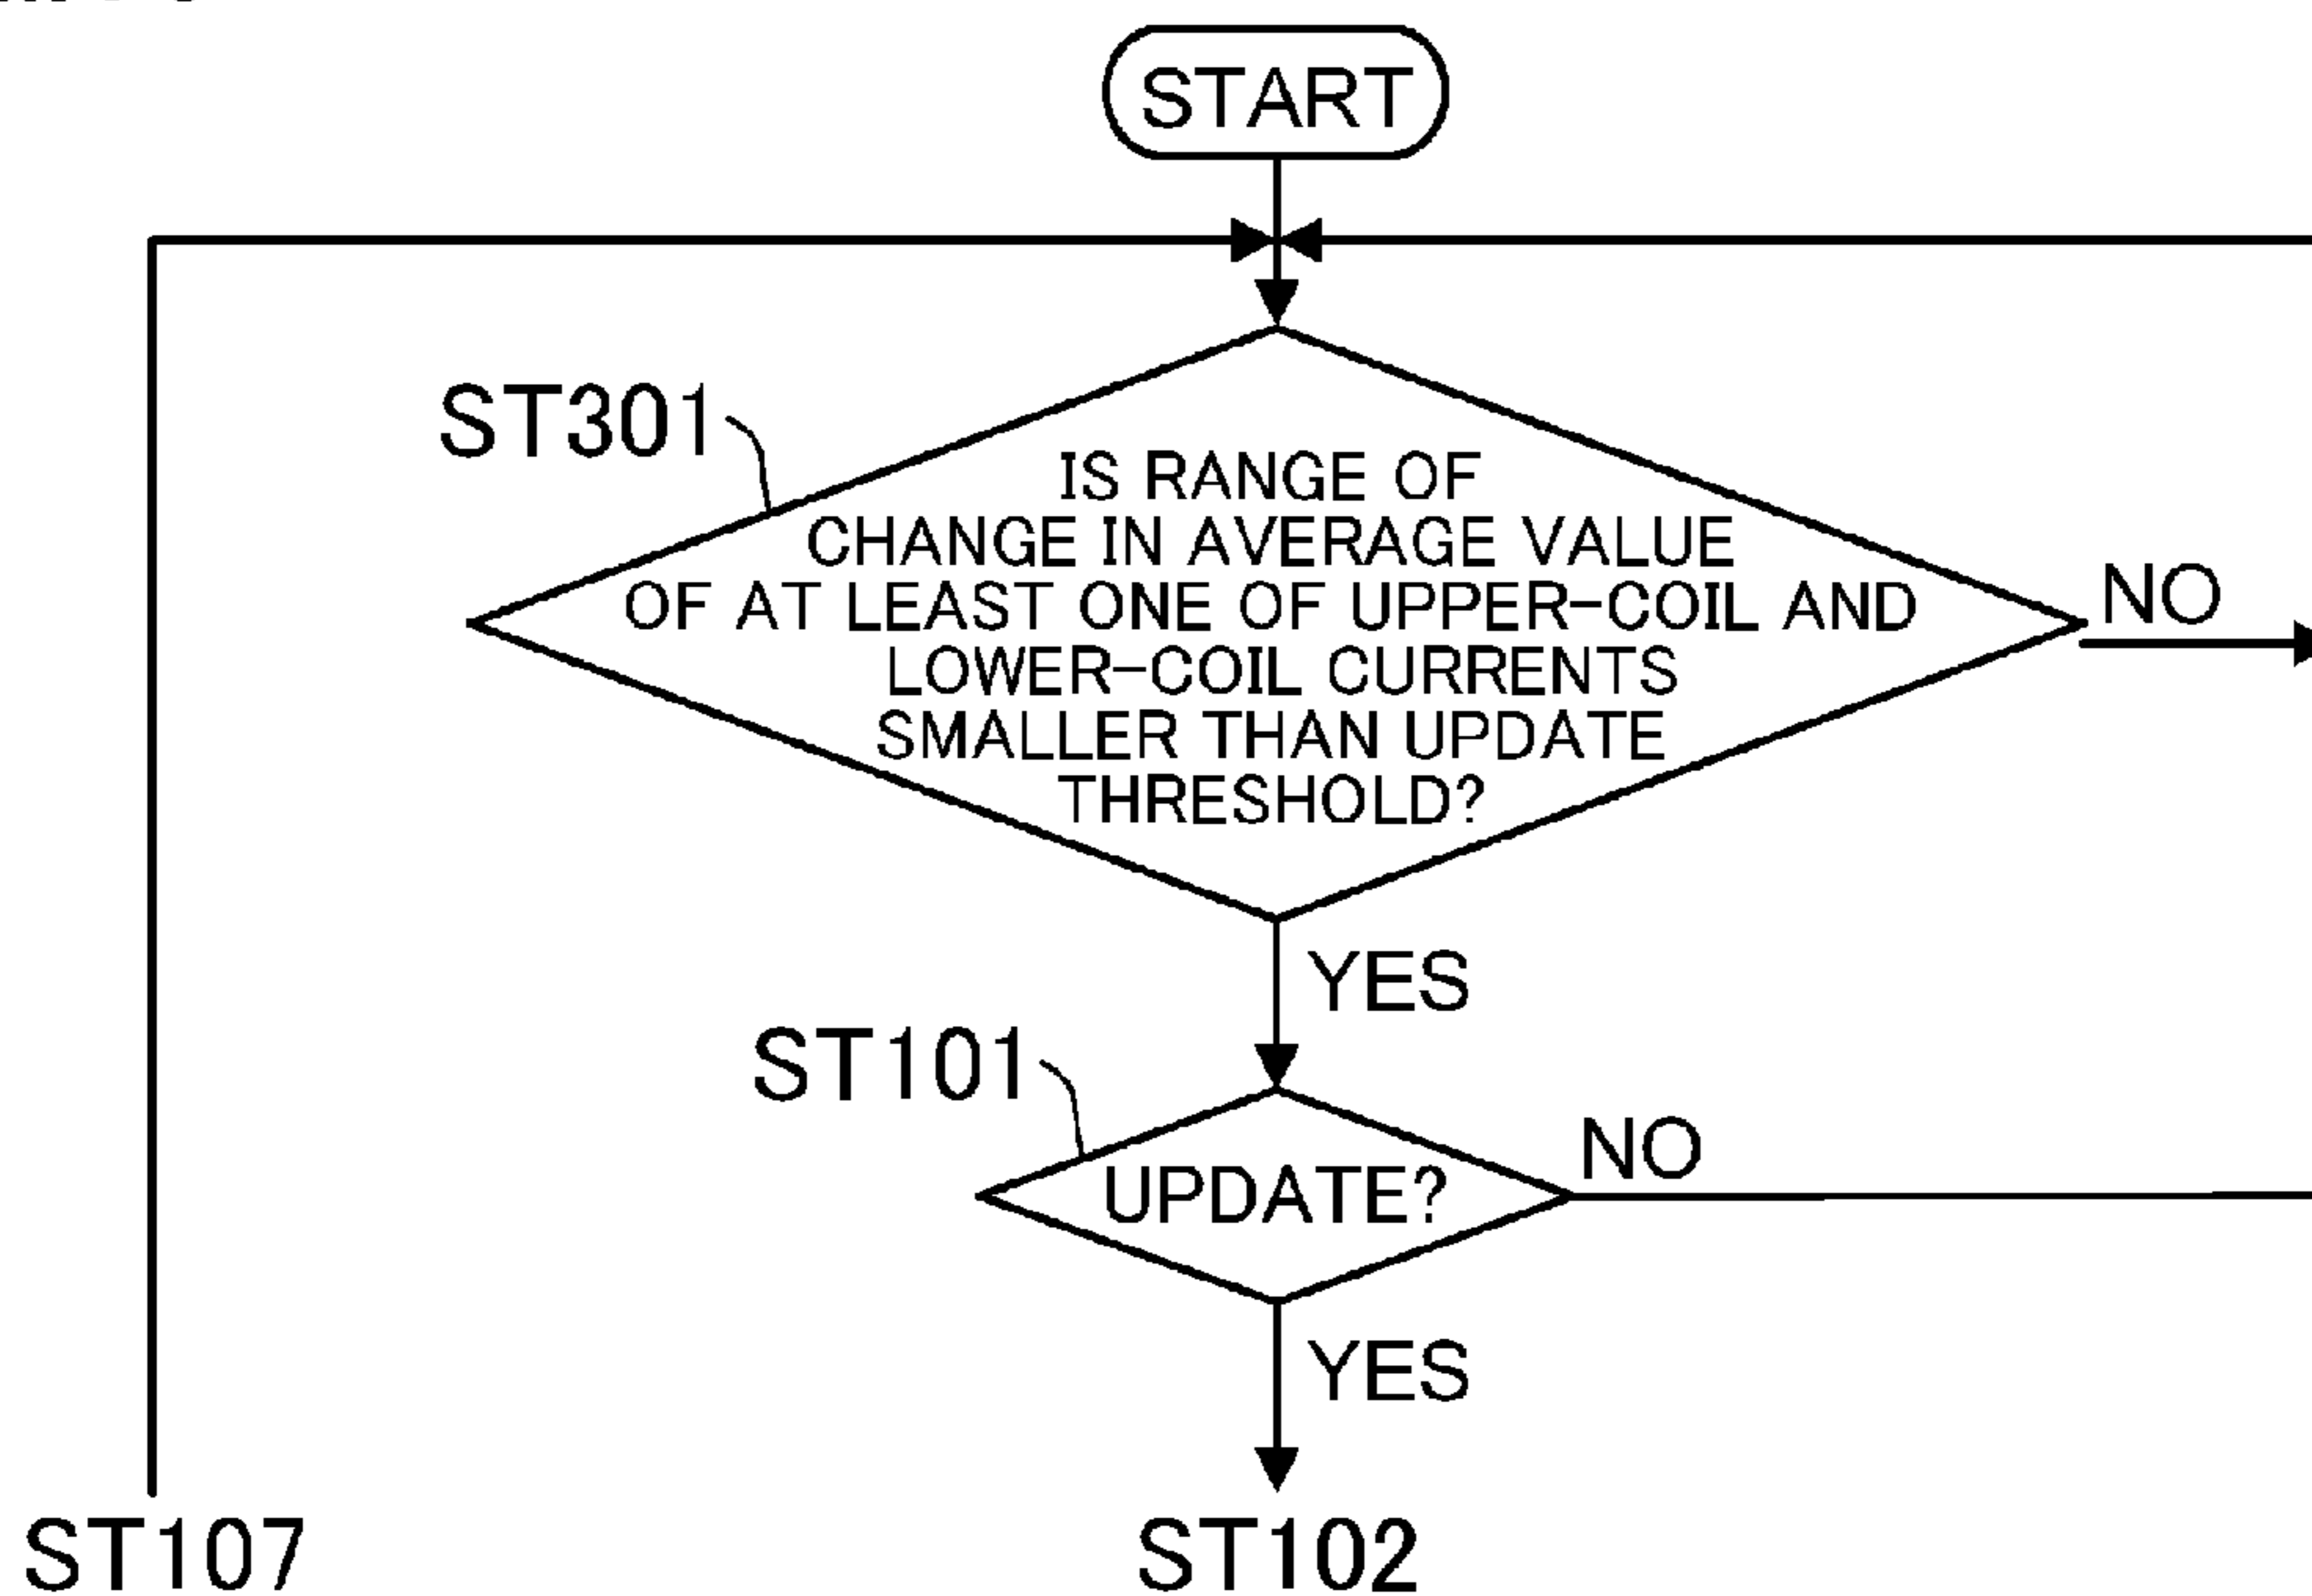 START
ST301
IS RANGE OF
CHANGE IN AVERAGE VALUE
OF AT LEAST ONE OF UPPER-COIL AND
LOWER-COIL CURRENTS
SMALLER THAN UPDATE
THRESHOLD?
NO
YES
ST101
UPDATE?
NO
YES
ST107
ST102